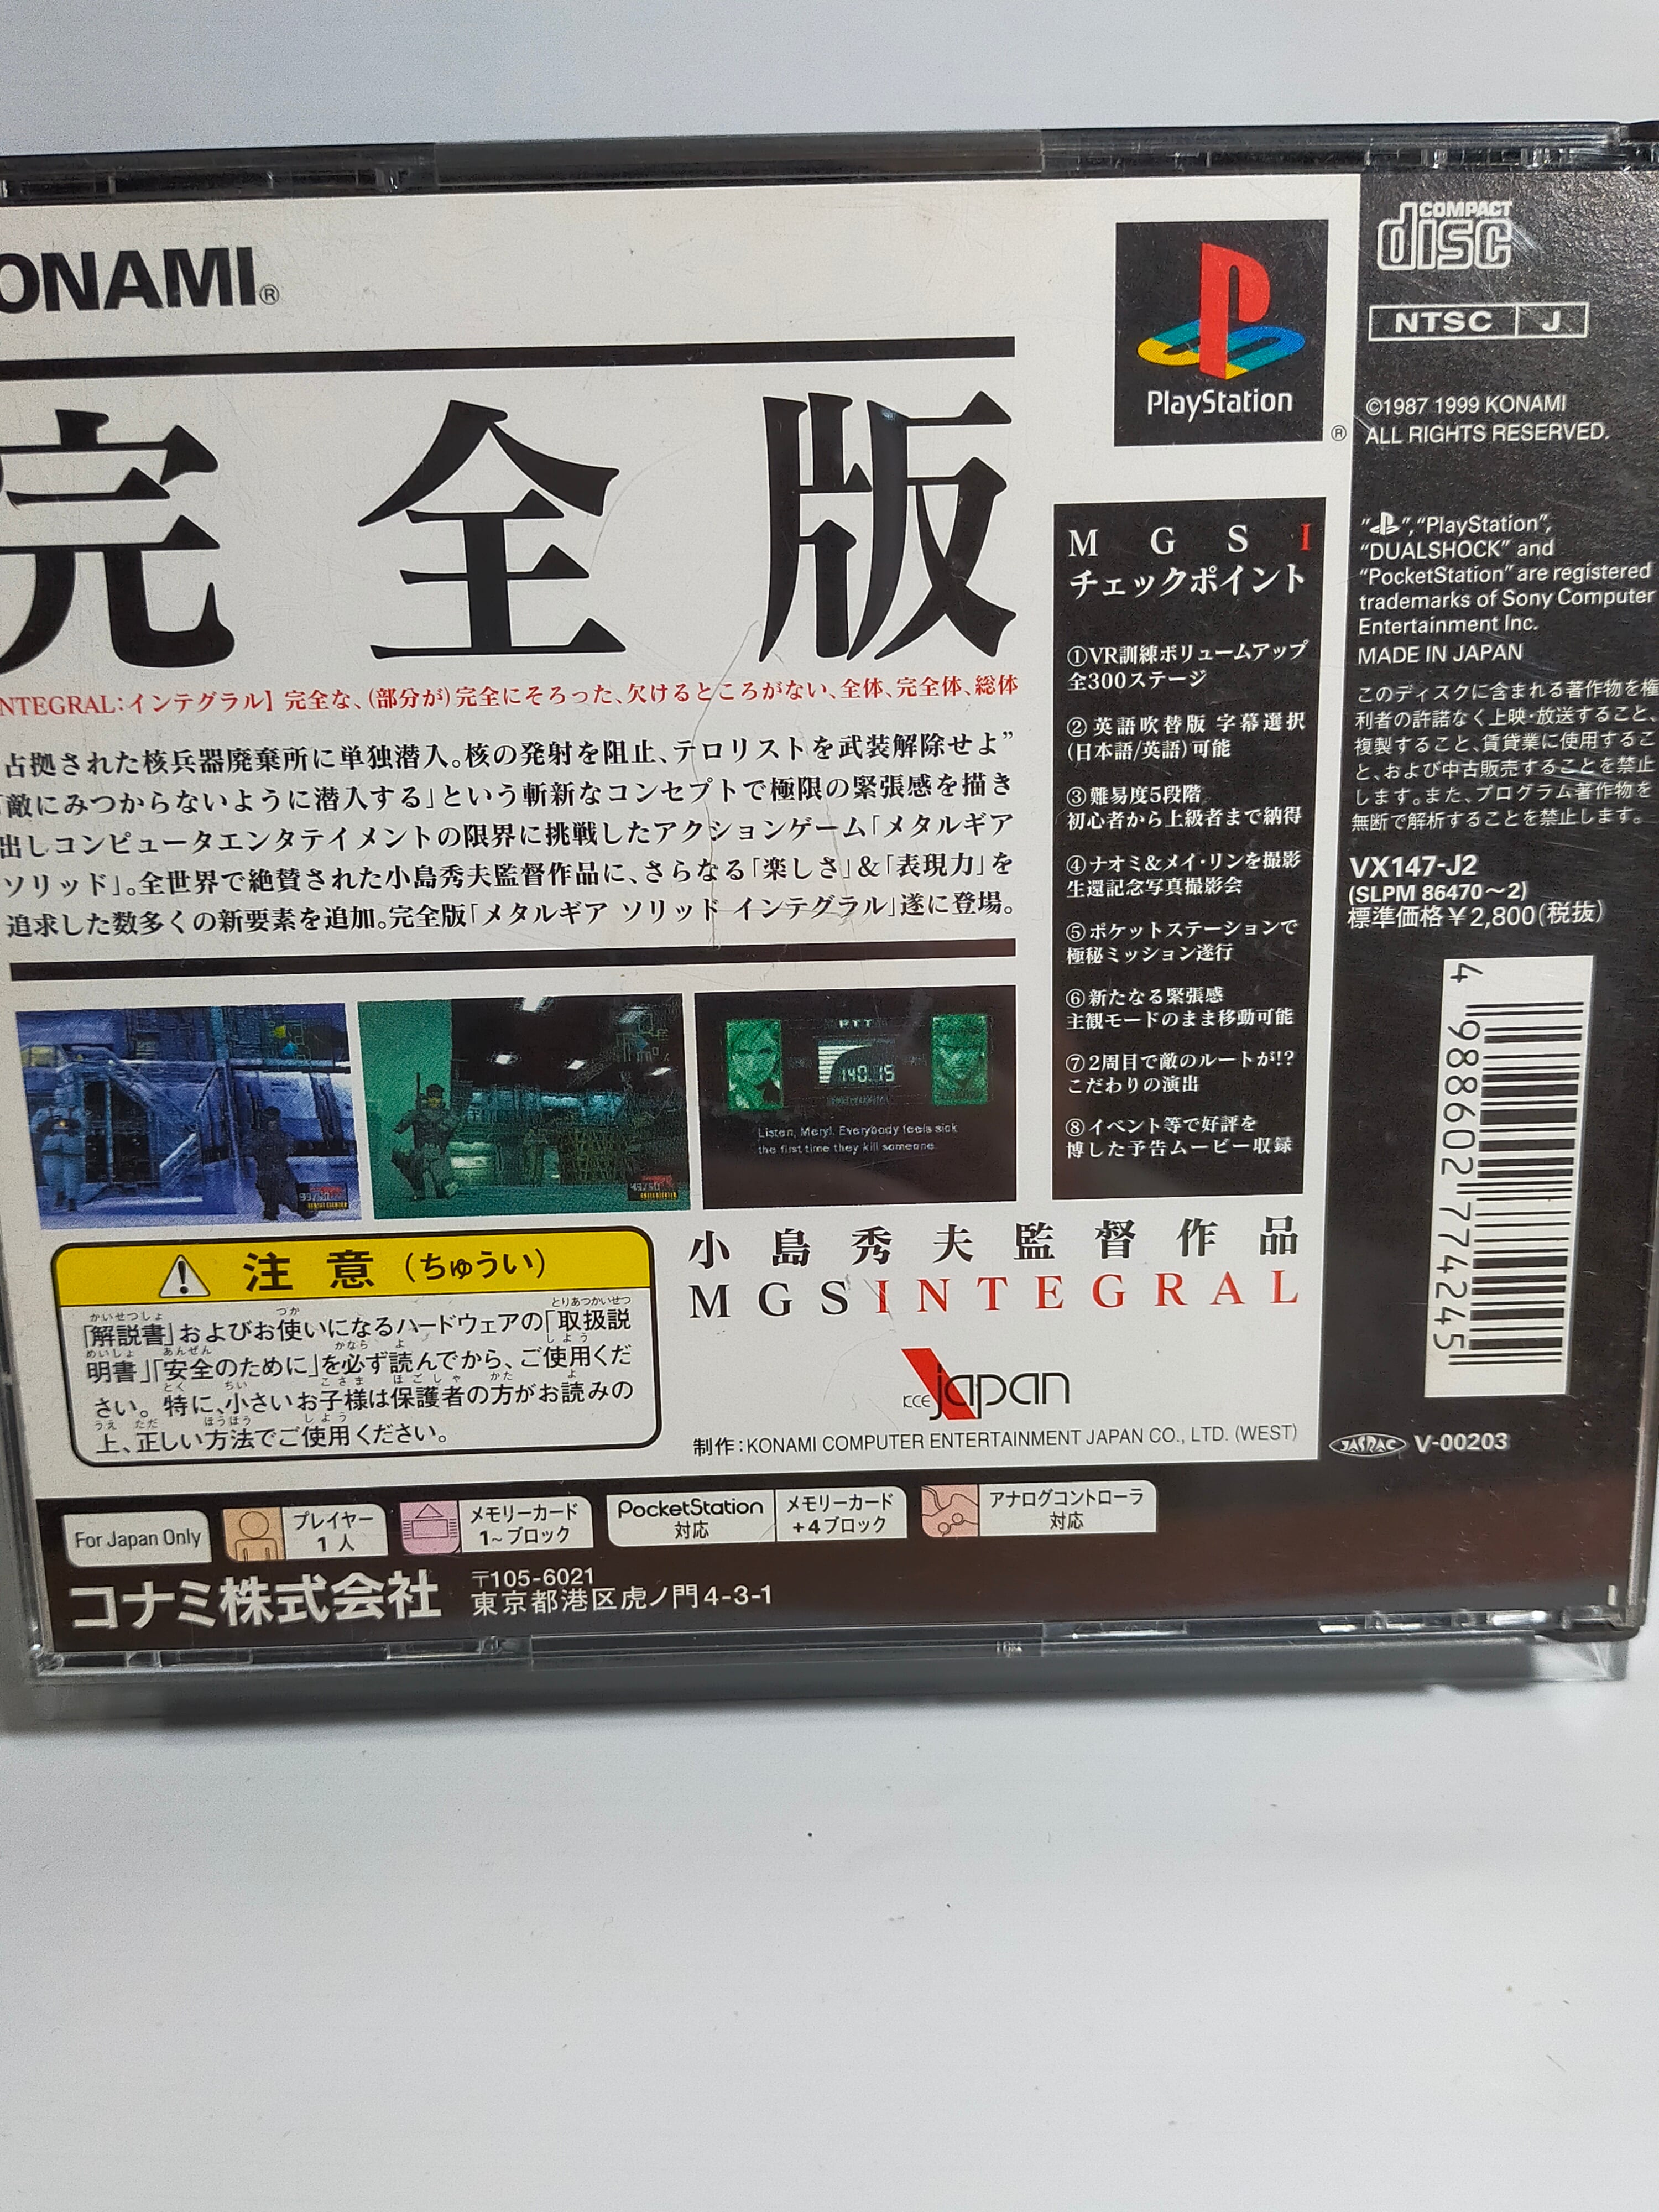 ONAMI®
完全版
NTEGRAL:インテグラル】完全な、(部分が)完全にそろった、欠けるところがない、全体、完全体、総体
占拠された核兵器廃棄所に単独潜入。核の発射を阻止、テロリストを武装解除せよ”
「敵にみつからないように潜入する」という斬新なコンセプトで極限の緊張感を描き
出しコンピュータエンタテイメントの限界に挑戦したアクションゲーム「メタルギア
ソリッド」。全世界で絶賛された小島秀夫監督作品に、さらなる「楽しさ」&「表現力」を
追求した数多くの新要素を追加。完全版「メタルギア ソリッド インテグラル」遂に登場。
PTT
140.15
Listen, Meryl. Everybody feels sick
the first time they kill someone.
注意(ちゅうい)
「解説書」およびお使いになるハードウェアの「取扱説
明書」「安全のために」を必ず読んでから、ご使用くだ
さい。特に、小さいお子様は保護者の方がお読みの
上、正しい方法でご使用ください。
PlayStation
®
MGSI
チェックポイント
①VR訓練ボリュームアップ
全300ステージ
②英語吹替版 字幕選択
(日本語/英語)可能
③難易度5段階
初心者から上級者まで納得
④ナオミ&メイ・リンを撮影
生還記念写真撮影会
⑤ポケットステーションで
極秘ミッション遂行
⑥新たなる緊張感
主観モードのまま移動可能
⑦2周目で敵のルートが!?
こだわりの演出
⑧イベント等で好評を
博した予告ムービー収録
小島秀夫監督作品
MGSINTEGRAL
KCE japan
制作:KONAMI COMPUTER ENTERTAINMENT JAPAN CO., LTD. (WEST)
COMPACT
disc
NTSC J
©1987 1999 KONAMI
ALL RIGHTS RESERVED.
" ", “PlayStation”,
“DUALSHOCK” and
“PocketStation” are registered
trademarks of Sony Computer
Entertainment Inc.
MADE IN JAPAN
このディスクに含まれる著作物を権
利者の許諾なく上映・放送すること、
複製すること、賃貸業に使用するこ
と、および中古販売することを禁止
します。また、プログラム著作物を
無断で解析することを禁止します。
VX147-J2
(SLPM 86470〜2)
標準価格¥2,800(税抜)
4 988602 774245
JASRAC V-00203
For Japan Only
プレイヤー
1人
メモリーカード
1~ブロック
PocketStation
対応
メモリーカード
+4ブロック
アナログコントローラ
対応
コナミ株式会社
〒105-6021
東京都港区虎ノ門4-3-1